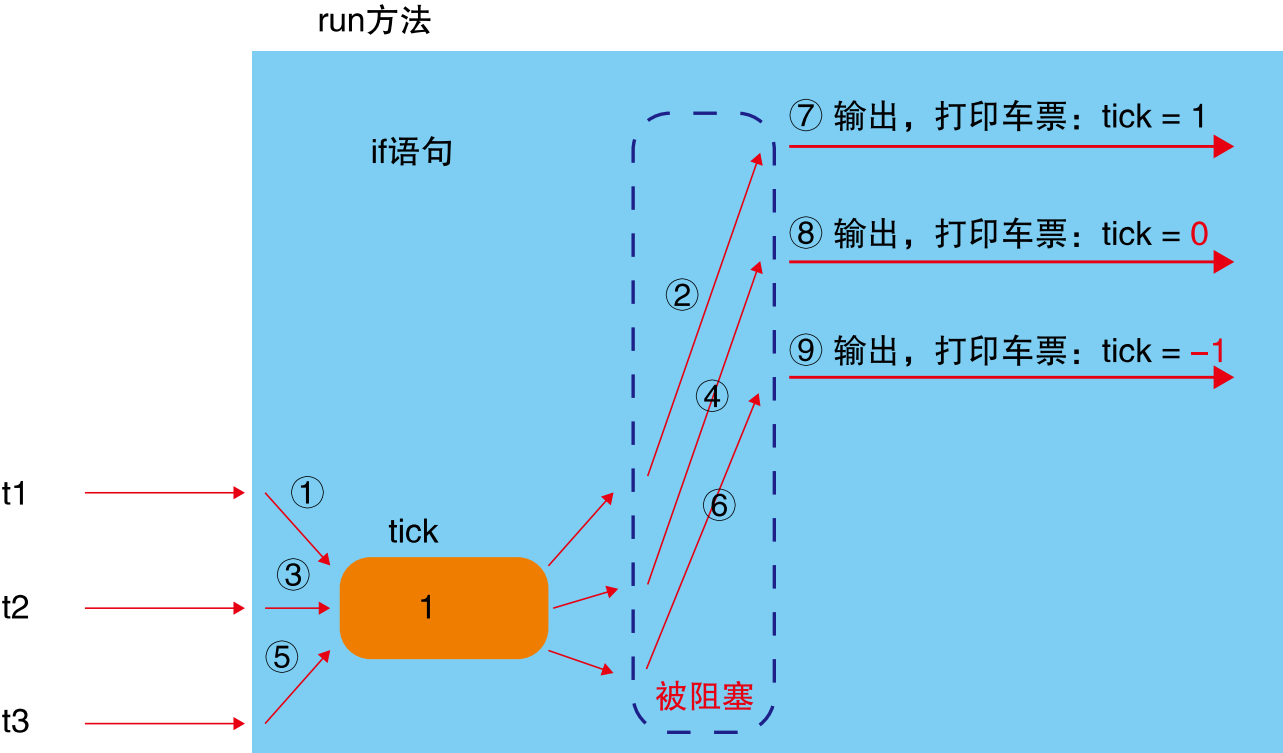 run方法
if语句
⑦ 输出，打印车票：tick = 1
⑧ 输出，打印车票：tick = 0
⑨ 输出，打印车票：tick = -1
②
④
⑥
t1
①
tick
t2
③
1
t3
⑤
被阻塞